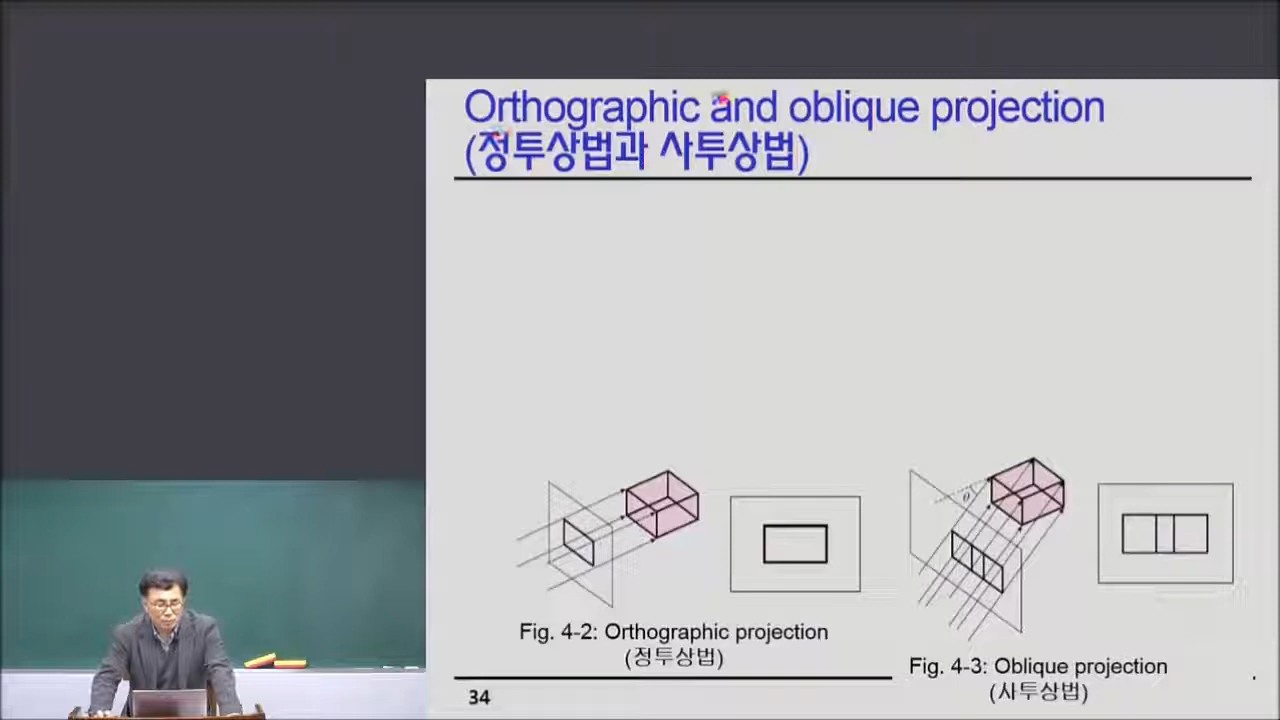 Orthographic and oblique projection
(정투상법과 사투상법)
θ
Fig. 4-2: Orthographic projection
(정투상법)
Fig. 4-3: Oblique projection
(사투상법)
34